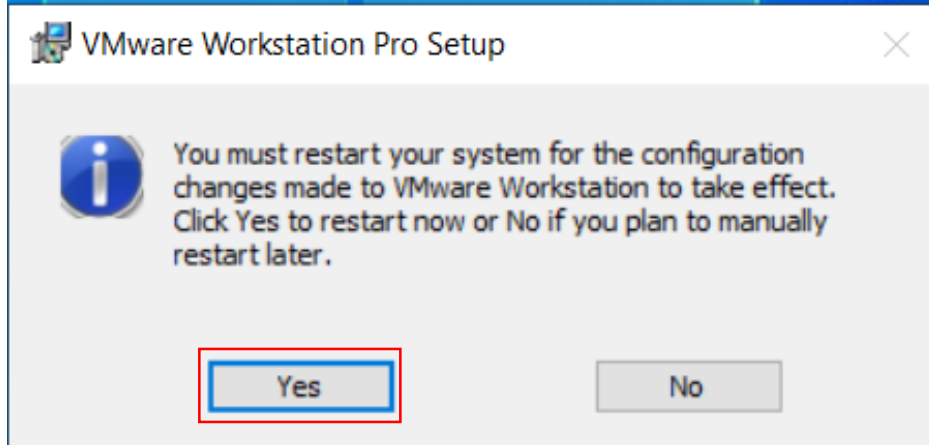 VMware Workstation Pro Setup
You must restart your system for the configuration
changes made to VMware Workstation to take effect.
Click Yes to restart now or No if you plan to manually
restart later.
Yes No